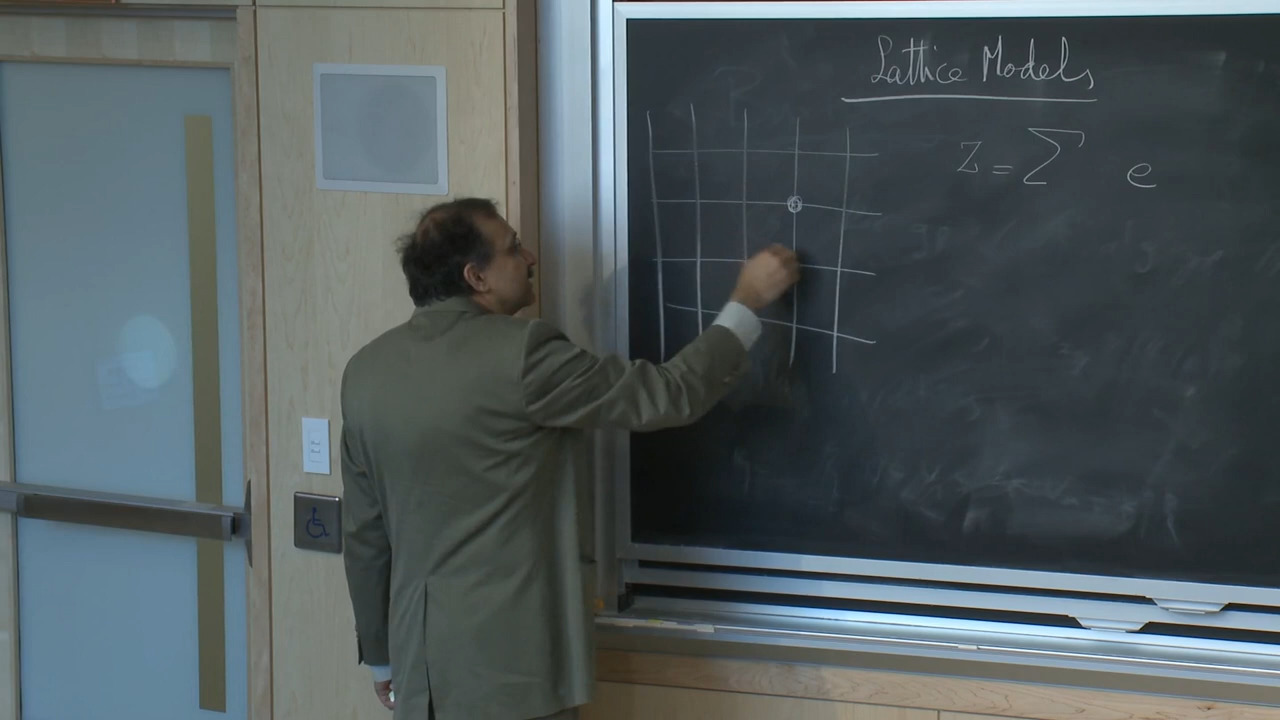 Lattice Models
Z = ∑ e